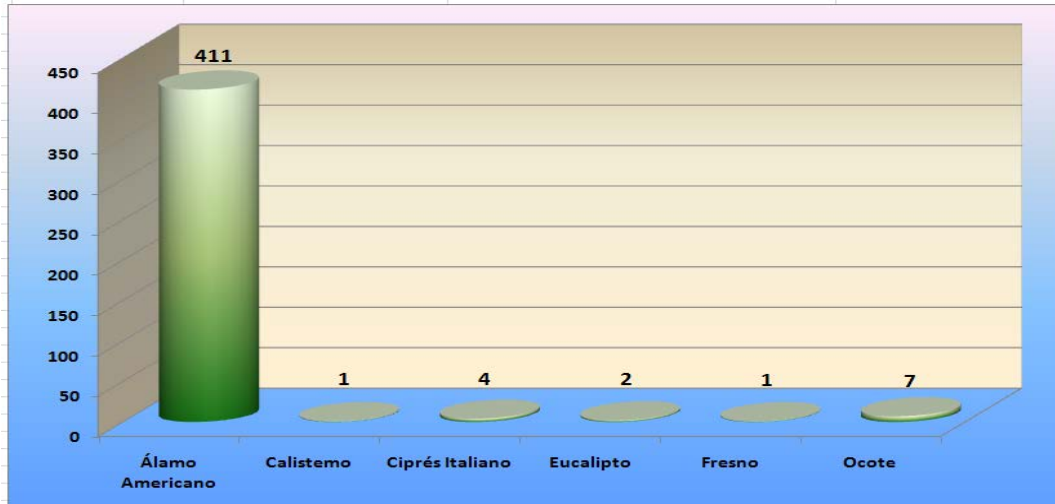 411
450
400
350
300
250
200
150
100
50
0
1
4
2
1
7
Álamo
Americano
Calistemo
Ciprés Italiano
Eucalipto
Fresno
Ocote